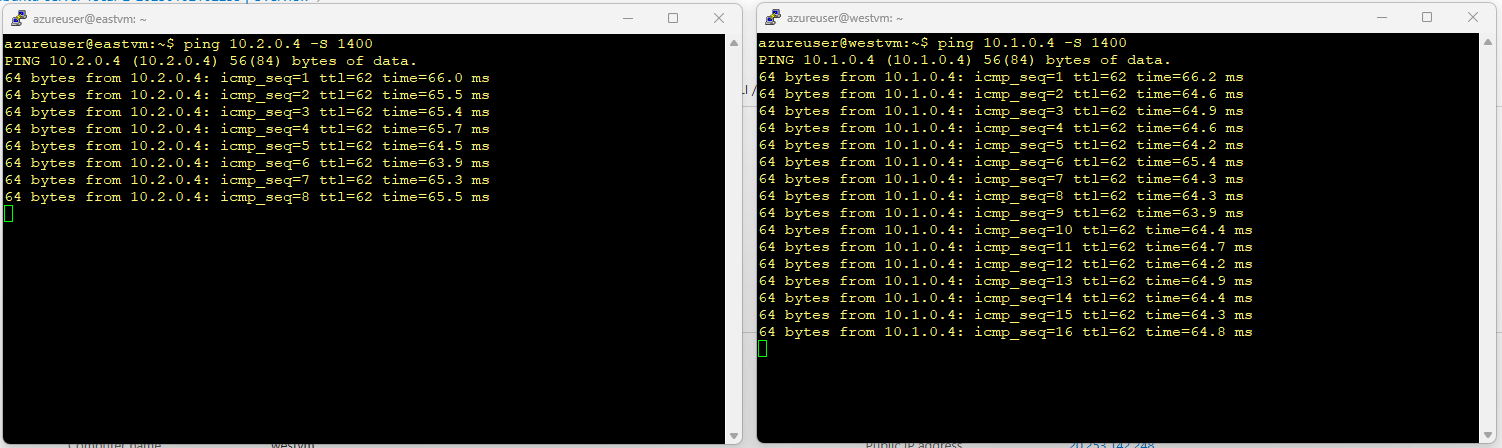 azureuser@eastvm: ~
azureuser@eastvm:~$ ping 10.2.0.4 -S 1400
PING 10.2.0.4 (10.2.0.4) 56(84) bytes of data.
64 bytes from 10.2.0.4: icmp_seq=1 ttl=62 time=66.0 ms
64 bytes from 10.2.0.4: icmp_seq=2 ttl=62 time=65.5 ms
64 bytes from 10.2.0.4: icmp_seq=3 ttl=62 time=65.4 ms
64 bytes from 10.2.0.4: icmp_seq=4 ttl=62 time=65.7 ms
64 bytes from 10.2.0.4: icmp_seq=5 ttl=62 time=64.5 ms
64 bytes from 10.2.0.4: icmp_seq=6 ttl=62 time=63.9 ms
64 bytes from 10.2.0.4: icmp_seq=7 ttl=62 time=65.3 ms
64 bytes from 10.2.0.4: icmp_seq=8 ttl=62 time=65.5 ms
azureuser@westvm: ~
azureuser@westvm:~$ ping 10.1.0.4 -S 1400
PING 10.1.0.4 (10.1.0.4) 56(84) bytes of data.
64 bytes from 10.1.0.4: icmp_seq=1 ttl=62 time=66.2 ms
64 bytes from 10.1.0.4: icmp_seq=2 ttl=62 time=64.6 ms
64 bytes from 10.1.0.4: icmp_seq=3 ttl=62 time=64.9 ms
64 bytes from 10.1.0.4: icmp_seq=4 ttl=62 time=64.6 ms
64 bytes from 10.1.0.4: icmp_seq=5 ttl=62 time=64.2 ms
64 bytes from 10.1.0.4: icmp_seq=6 ttl=62 time=65.4 ms
64 bytes from 10.1.0.4: icmp_seq=7 ttl=62 time=64.3 ms
64 bytes from 10.1.0.4: icmp_seq=8 ttl=62 time=64.3 ms
64 bytes from 10.1.0.4: icmp_seq=9 ttl=62 time=63.9 ms
64 bytes from 10.1.0.4: icmp_seq=10 ttl=62 time=64.4 ms
64 bytes from 10.1.0.4: icmp_seq=11 ttl=62 time=64.7 ms
64 bytes from 10.1.0.4: icmp_seq=12 ttl=62 time=64.2 ms
64 bytes from 10.1.0.4: icmp_seq=13 ttl=62 time=64.9 ms
64 bytes from 10.1.0.4: icmp_seq=14 ttl=62 time=64.4 ms
64 bytes from 10.1.0.4: icmp_seq=15 ttl=62 time=64.3 ms
64 bytes from 10.1.0.4: icmp_seq=16 ttl=62 time=64.8 ms
Computer name westvm
Public IP address